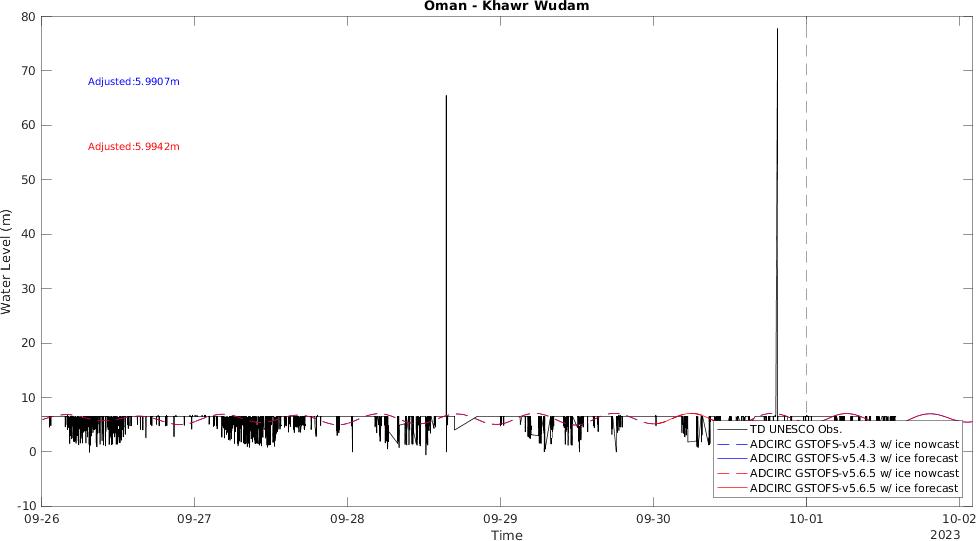 Oman - Khawr Wudam
80
70
60
50
40
30
20
10
0
-10
Water Level (m)
Adjusted:5.9907m
Adjusted:5.9942m
TD UNESCO Obs.
ADCIRC GSTOFS-v5.4.3 w/ ice nowcast
ADCIRC GSTOFS-v5.4.3 w/ ice forecast
ADCIRC GSTOFS-v5.6.5 w/ ice nowcast
ADCIRC GSTOFS-v5.6.5 w/ ice forecast
09-26 09-27 09-28 09-29 09-30 10-01 10-02
Time
2023